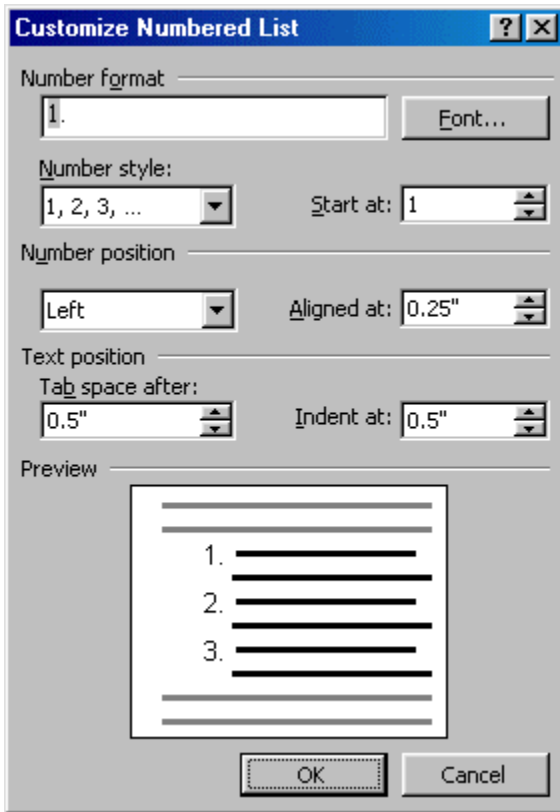 Customize Numbered List
Number format
1.
Font...
Number style:
1, 2, 3, ...
Start at: 1
Number position
Left
Aligned at: 0.25"
Text position
Tab space after:
0.5"
Indent at: 0.5"
Preview
1.
2.
3.
OK Cancel